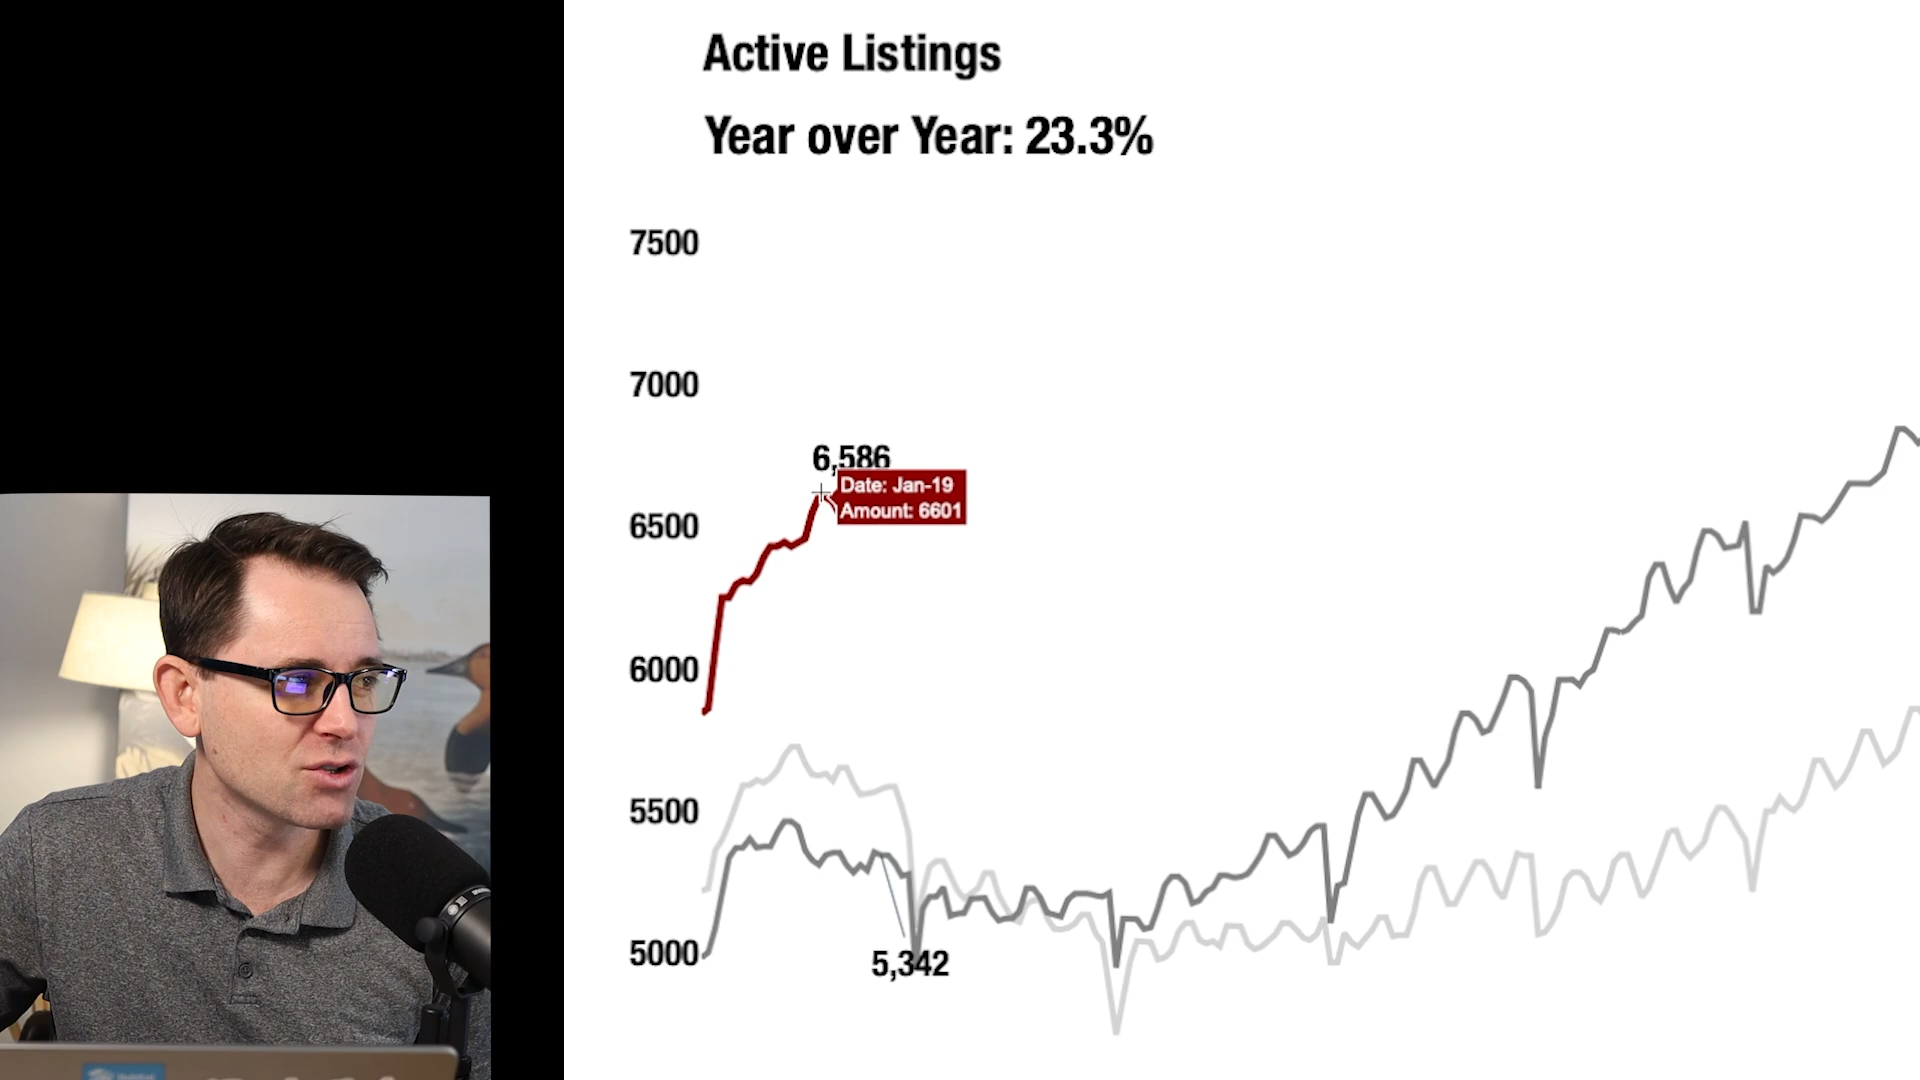 Active Listings
Year over Year: 23.3%
7500
7000
6,586
Date: Jan-19
Amount: 6601
6500
6000
5500
5000
5,342